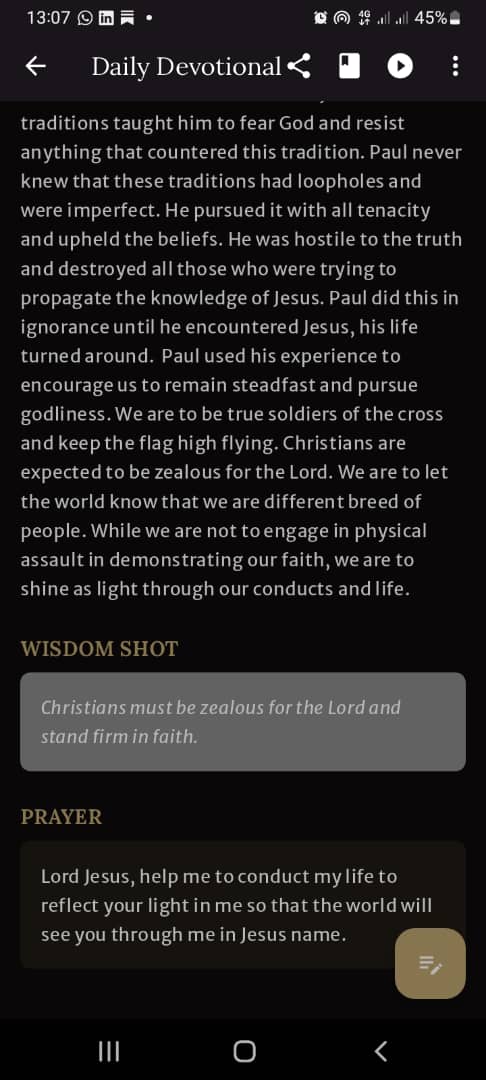 13:07 4G 45%
Daily Devotional
traditions taught him to fear God and resist
anything that countered this tradition. Paul never
knew that these traditions had loopholes and
were imperfect. He pursued it with all tenacity
and upheld the beliefs. He was hostile to the truth
and destroyed all those who were trying to
propagate the knowledge of Jesus. Paul did this in
ignorance until he encountered Jesus, his life
turned around. Paul used his experience to
encourage us to remain steadfast and pursue
godliness. We are to be true soldiers of the cross
and keep the flag high flying. Christians are
expected to be zealous for the Lord. We are to let
the world know that we are different breed of
people. While we are not to engage in physical
assault in demonstrating our faith, we are to
shine as light through our conducts and life.
WISDOM SHOT
Christians must be zealous for the Lord and
stand firm in faith.
PRAYER
Lord Jesus, help me to conduct my life to
reflect your light in me so that the world will
see you through me in Jesus name.